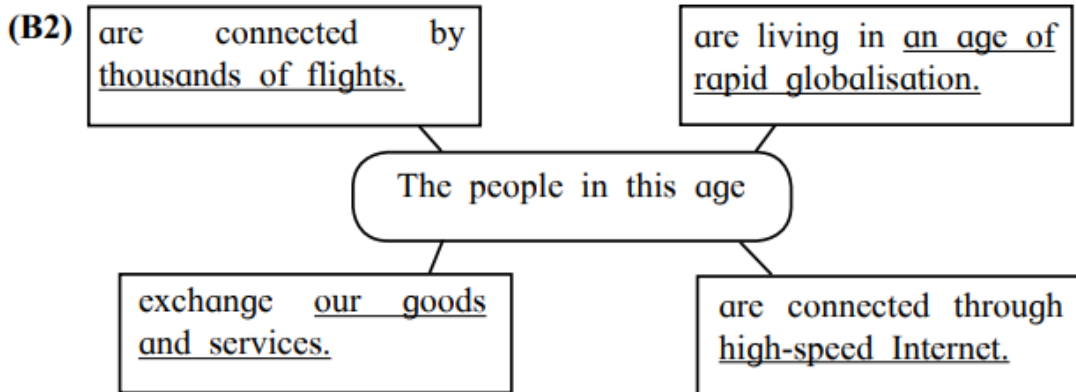 (B2)
are connected by
thousands of flights.
are living in an age of
rapid globalisation.
The people in this age
exchange our goods
and services.
are connected through
high-speed Internet.